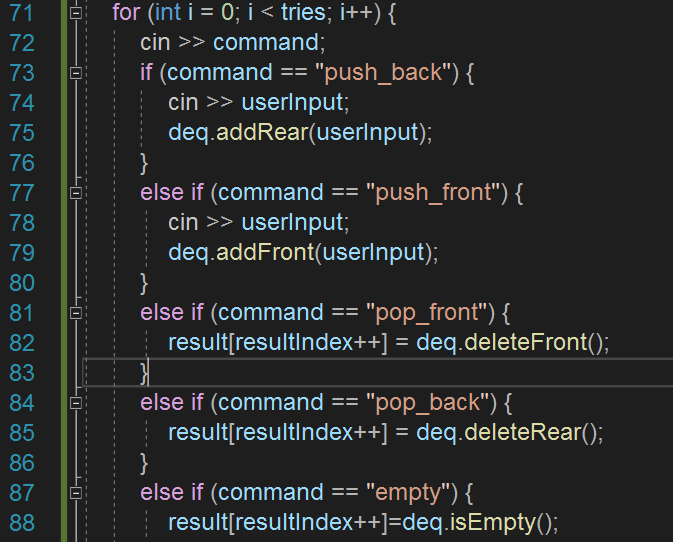 71 for (int i = 0; i < tries; i++) {
72 cin >> command;
73 if (command == "push_back") {
74 cin >> userInput;
75 deq.addRear(userInput);
76 }
77 else if (command == "push_front") {
78 cin >> userInput;
79 deq.addFront(userInput);
80 }
81 else if (command == "pop_front") {
82 result[resultIndex++] = deq.deleteFront();
83 }
84 else if (command == "pop_back") {
85 result[resultIndex++] = deq.deleteRear();
86 }
87 else if (command == "empty") {
88 result[resultIndex++]=deq.isEmpty();